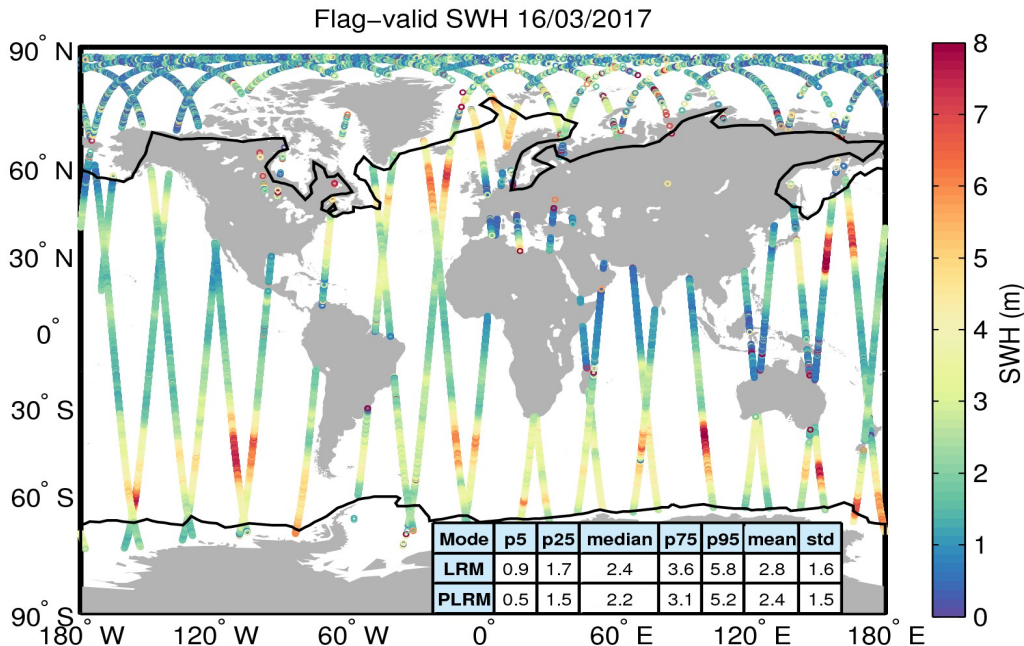 Flag−valid SWH 16/03/2017
90° N
60° N
30° N
0°
30° S
60° S
90° S
180° W
120° W
60° W
0°
60° E
120° E
180° E
Mode p5 p25 median p75 p95 mean std
LRM 0.9 1.7 2.4 3.6 5.8 2.8 1.6
PLRM 0.5 1.5 2.2 3.1 5.2 2.4 1.5
8
7
6
5
4
3
2
1
0
SWH (m)